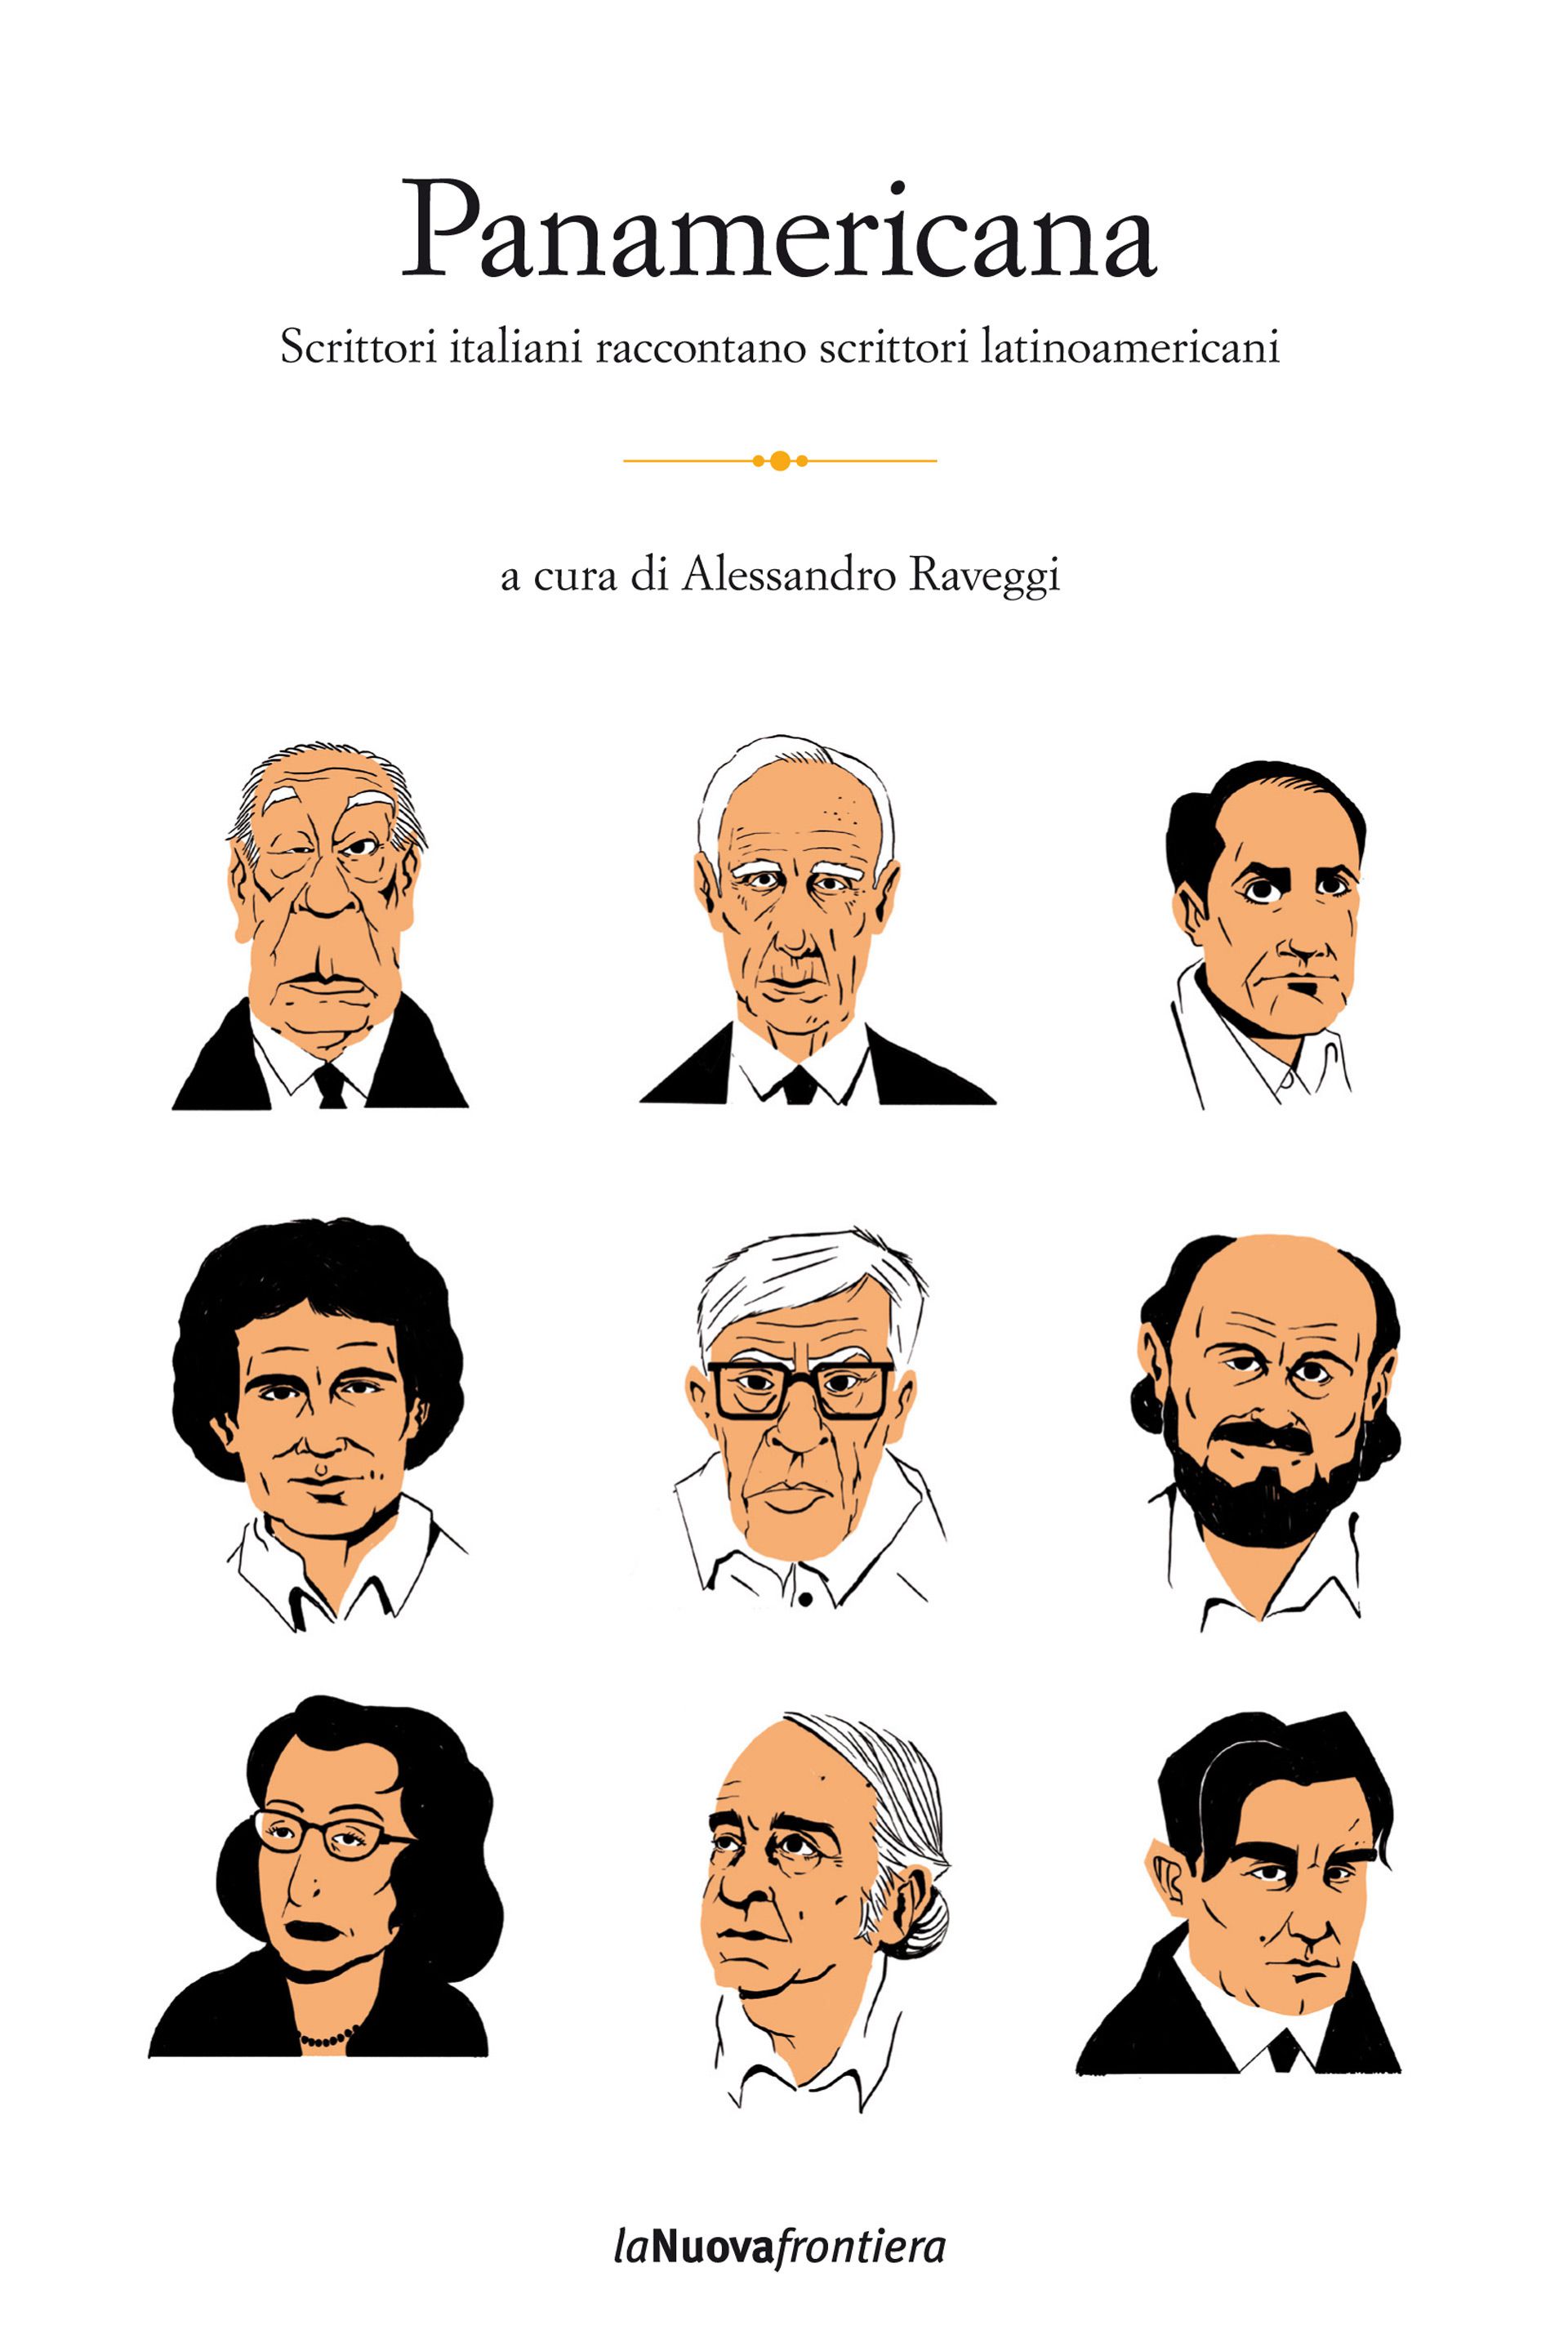 Panamericana
Scrittori italiani raccontano scrittori latinoamericani
a cura di Alessandro Raveggi
laNuovafrontiera